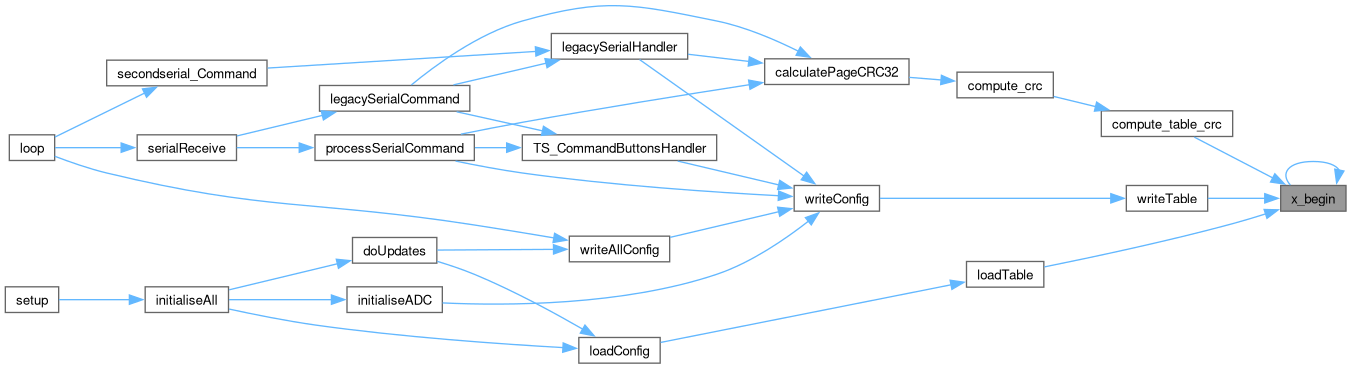 legacySerialHandler
secondserial_Command
calculatePageCRC32
compute_crc
legacySerialCommand
compute_table_crc
loop
serialReceive
processSerialCommand
TS_CommandButtonsHandler
writeConfig
writeTable
x_begin
doUpdates
writeAllConfig
loadTable
setup
initialiseAll
initialiseADC
loadConfig